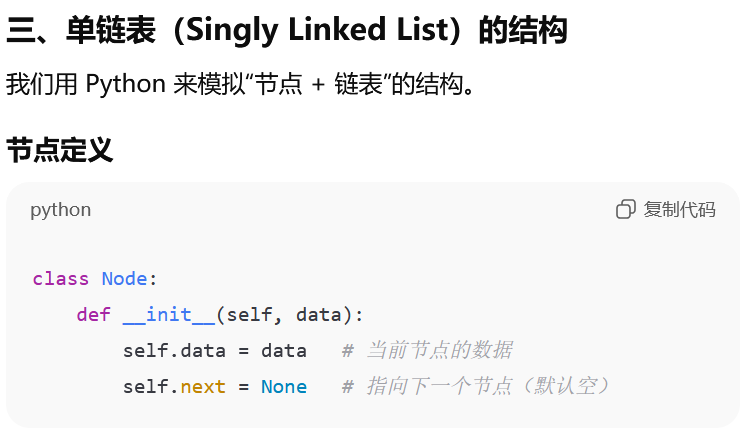 三、单链表（Singly Linked List）的结构
我们用 Python 来模拟“节点 + 链表”的结构。
节点定义
python
复制代码
class Node:
    def __init__(self, data):
        self.data = data   # 当前节点的数据
        self.next = None   # 指向下一个节点（默认空）